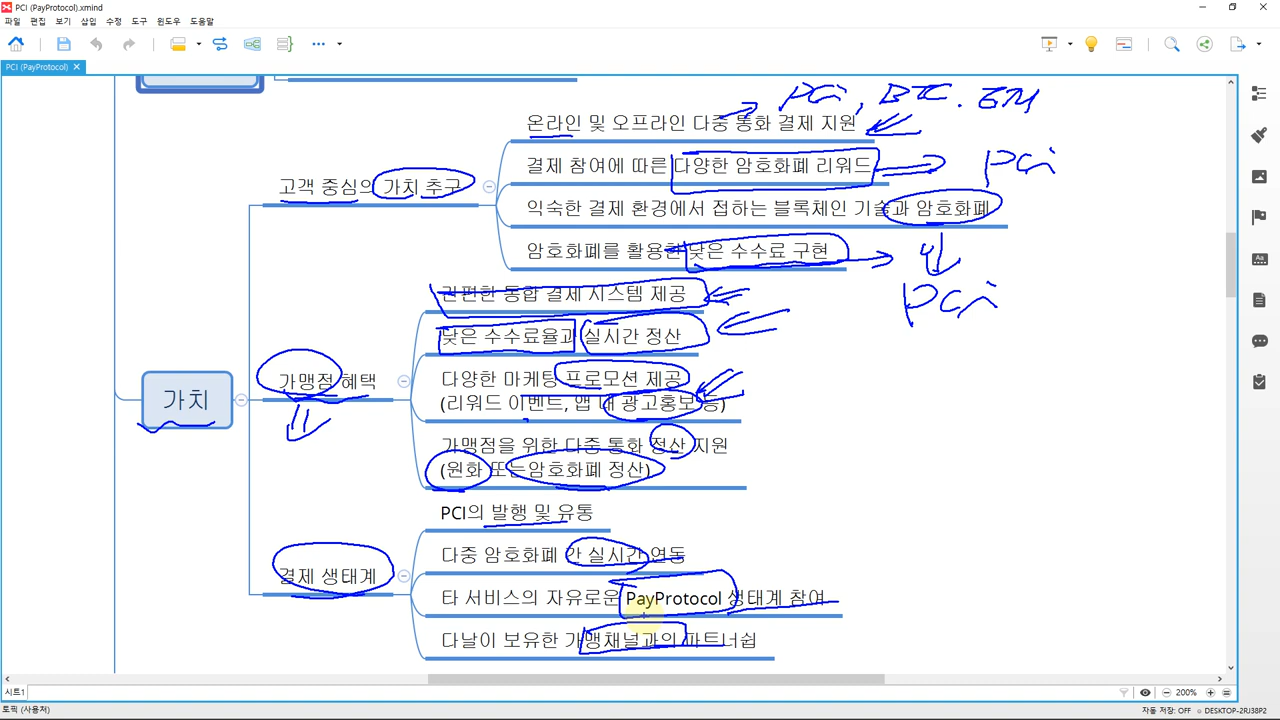 PCI (PayProtocol).xmind
파일 편집 보기 삽입 수정 도구 윈도우 도움말
PCI (PayProtocol)
PCi, BTC. ETH
온라인 및 오프라인 다중 통화 결제 지원
결제 참여에 따른 다양한 암호화폐 리워드
PCi
고객 중심의 가치 추구
익숙한 결제 환경에서 접하는 블록체인 기술과 암호화폐
암호화폐를 활용한 낮은 수수료 구현
PCi
간편한 통합 결제 시스템 제공
낮은 수수료율과 실시간 정산
가맹점 혜택
다양한 마케팅 프로모션 제공
(리워드 이벤트, 앱 내 광고홍보 등)
가치
가맹점을 위한 다중 통화 정산 지원
(원화 또는암호화폐 정산)
PCI의 발행 및 유통
다중 암호화폐 간 실시간 연동
결제 생태계
타 서비스의 자유로운 PayProtocol 생태계 참여
다날이 보유한 가맹채널과의 파트너쉽
시트1
200%
토픽 (사용처)
자동 저장: OFF
DESKTOP-2RJ38P2